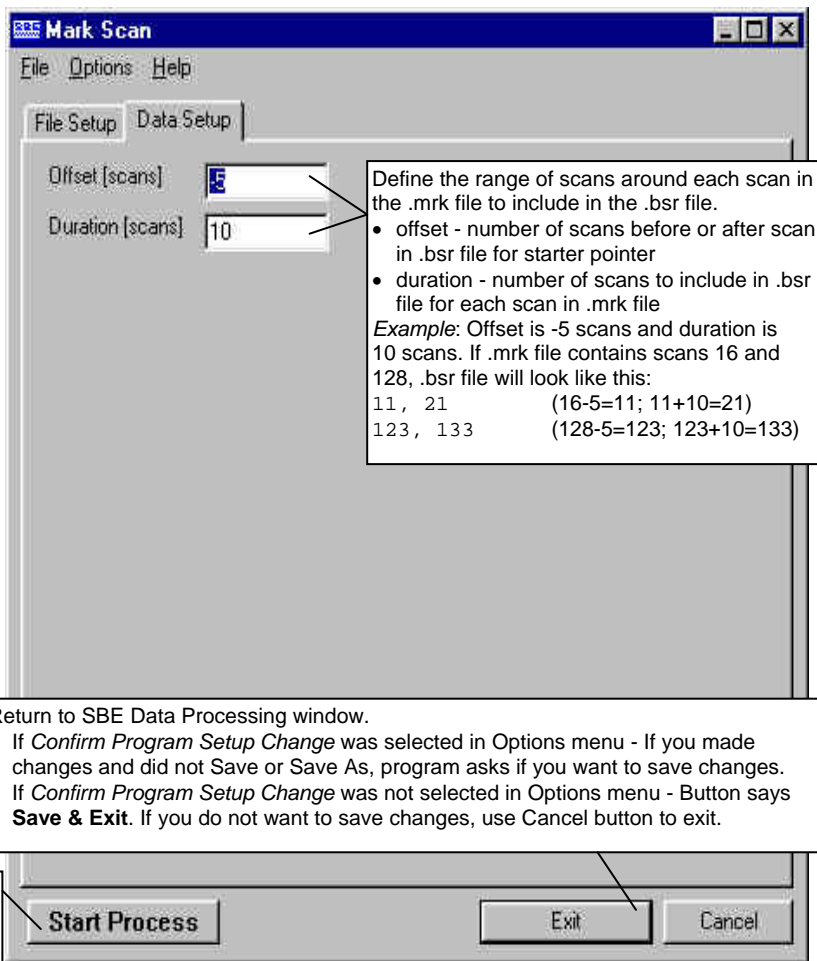 SBE Mark Scan
File Options Help
File Setup Data Setup
Offset [scans] -5
Duration [scans] 10
Define the range of scans around each scan in
the .mrk file to include in the .bsr file.
• offset - number of scans before or after scan
in .bsr file for starter pointer
• duration - number of scans to include in .bsr
file for each scan in .mrk file
Example: Offset is -5 scans and duration is
10 scans. If .mrk file contains scans 16 and
128, .bsr file will look like this:
11, 21 (16-5=11; 11+10=21)
123, 133 (128-5=123; 123+10=133)
Return to SBE Data Processing window.
If Confirm Program Setup Change was selected in Options menu - If you made
changes and did not Save or Save As, program asks if you want to save changes.
If Confirm Program Setup Change was not selected in Options menu - Button says
Save & Exit. If you do not want to save changes, use Cancel button to exit.
Start Process Exit Cancel